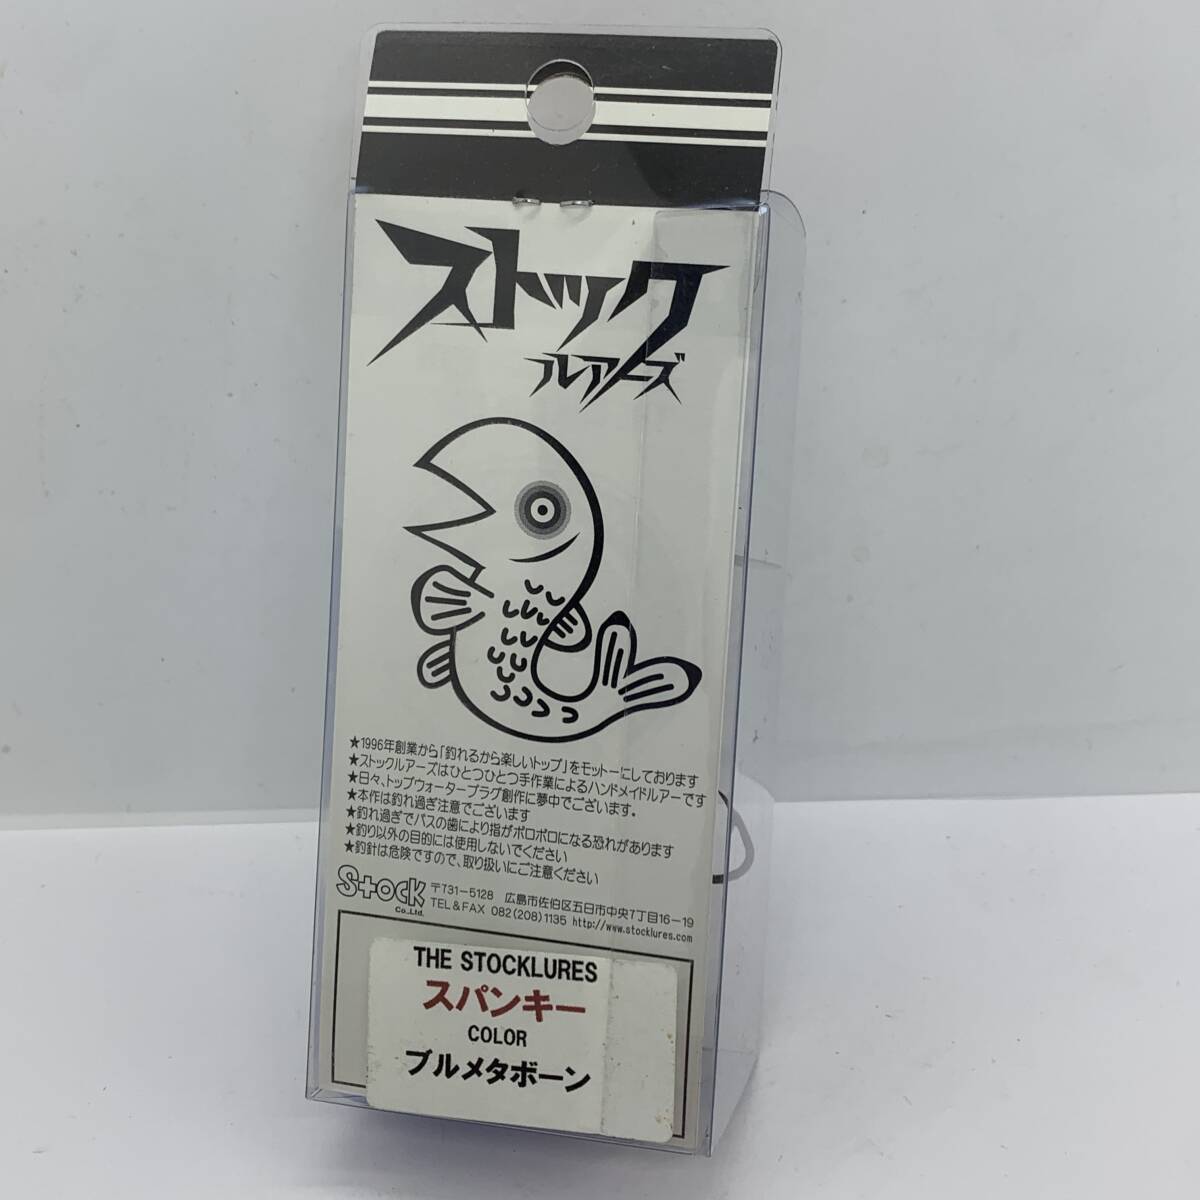 ストック
ルアーズ
★1996年創業から「釣れるから楽しいトップ」をモットーにしております
★ストックルアーズはひとつひとつ手作業によるハンドメイドルアーです
★日々、トップウォータープラグ創作に夢中でございます。
★本作は釣れ過ぎ注意でございます
★釣れ過ぎでバスの歯により指がボロボロになる恐れがあります
★釣り以外の目的には使用しないでください
★釣針は危険ですので、取り扱いにご注意ください
Stock Co.,Ltd.
〒731-5128 広島市佐伯区五日市中央7丁目16-19
TEL & FAX 082(208)1135 http://www.stocklures.com
THE STOCKLURES
スパンキー
COLOR
ブルメタボーン